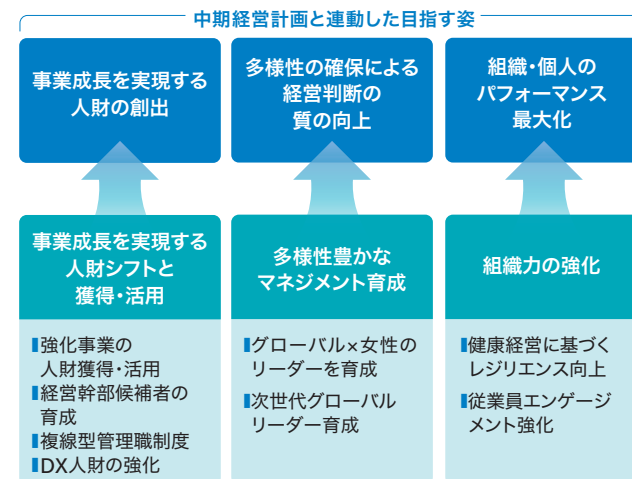 中期経営計画と連動した目指す姿
事業成長を実現する
人財の創出
多様性の確保による
経営判断の
質の向上
組織・個人の
パフォーマンス
最大化
事業成長を実現する
人財シフトと
獲得・活用
多様性豊かな
マネジメント育成
組織力の強化
強化事業の
人財獲得・活用
経営幹部候補者の
育成
複線型管理職制度
DX人財の強化
グローバル×女性の
リーダーを育成
次世代グローバル
リーダー育成
健康経営に基づく
レジリエンス向上
従業員エンゲージ
メント強化